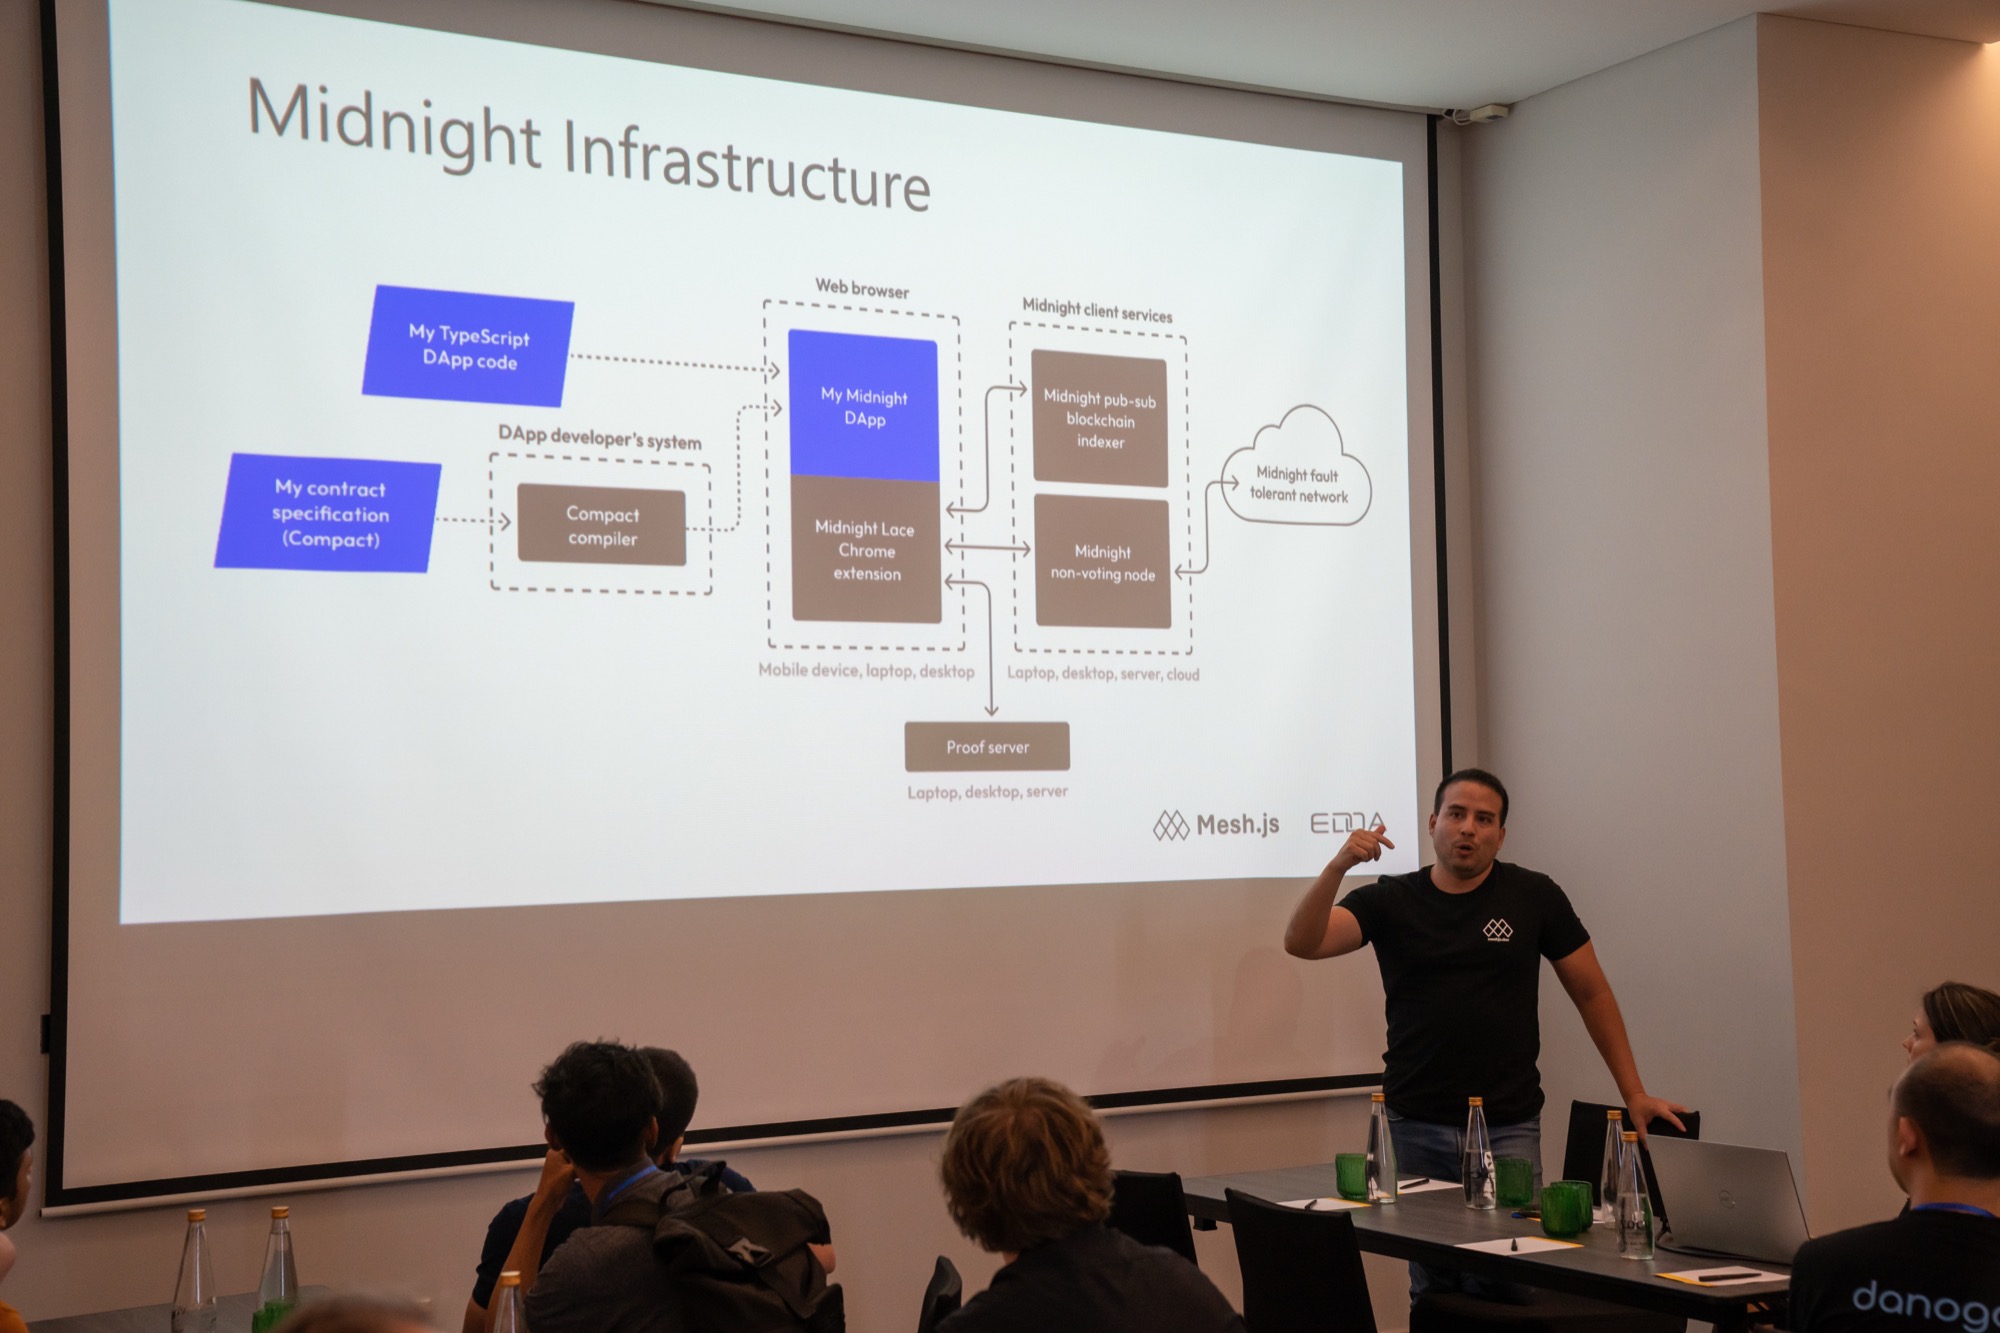 Midnight Infrastructure
My TypeScript
DApp code
DApp developer's system
My contract
specification
(Compact)
Compact
compiler
Web browser
My Midnight
DApp
Midnight Lace
Chrome
extension
Mobile device, laptop, desktop
Midnight client services
Midnight pub-sub
blockchain
indexer
Midnight
non-voting node
Laptop, desktop, server, cloud
Midnight fault
tolerant network
Proof server
Laptop, desktop, server
Mesh.js
danog